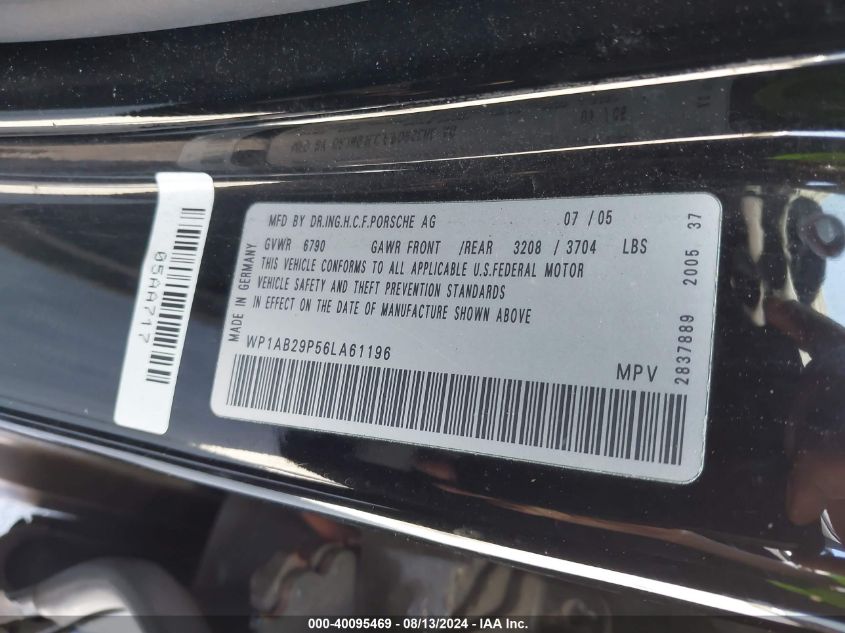 MFD BY DR.ING.H.C.F.PORSCHE AG 07 / 05
GVWR 6790 GAWR FRONT /REAR 3208 / 3704 LBS
THIS VEHICLE CONFORMS TO ALL APPLICABLE U.S.FEDERAL MOTOR
VEHICLE SAFETY AND THEFT PREVENTION STANDARDS
IN EFFECT ON THE DATE OF MANUFACTURE SHOWN ABOVE
WP1AB29P56LA61196
MPV
MADE IN GERMANY
2837889 2005 37
05AA717
000-40095469 - 08/13/2024 - IAA Inc.